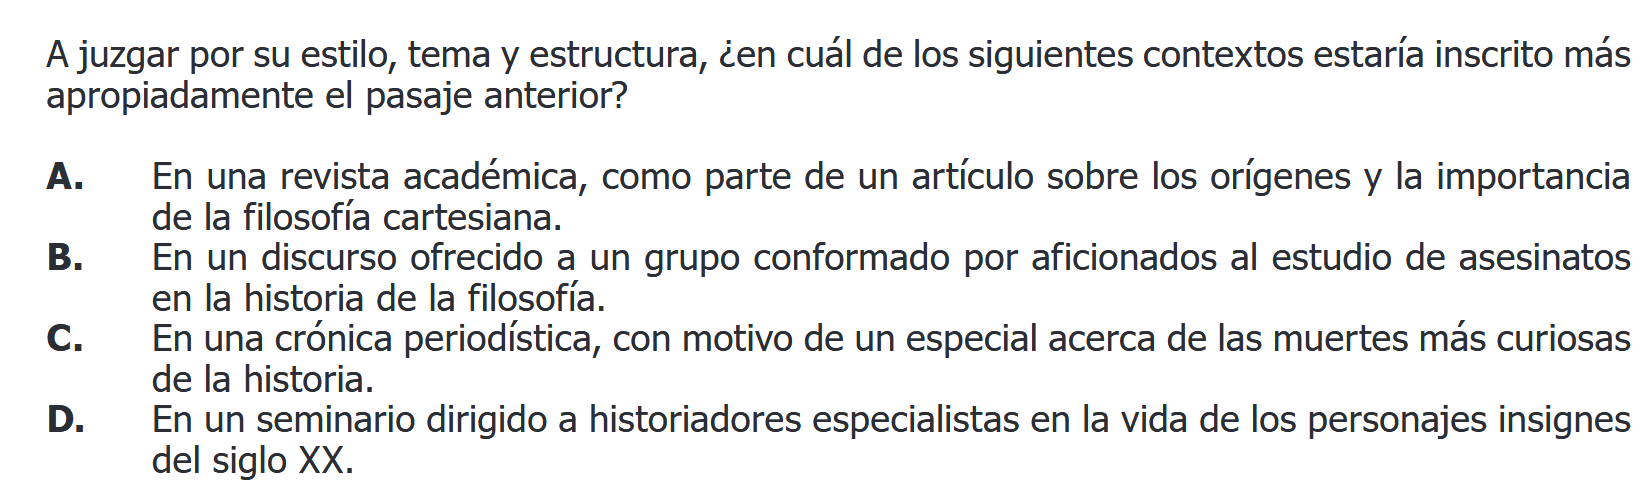 A juzgar por su estilo, tema y estructura, ¿en cuál de los siguientes contextos estaría inscrito más
apropiadamente el pasaje anterior?
A. En una revista académica, como parte de un artículo sobre los orígenes y la importancia
de la filosofía cartesiana.
B. En un discurso ofrecido a un grupo conformado por aficionados al estudio de asesinatos
en la historia de la filosofía.
C. En una crónica periodística, con motivo de un especial acerca de las muertes más curiosas
de la historia.
D. En un seminario dirigido a historiadores especialistas en la vida de los personajes insignes
del siglo XX.